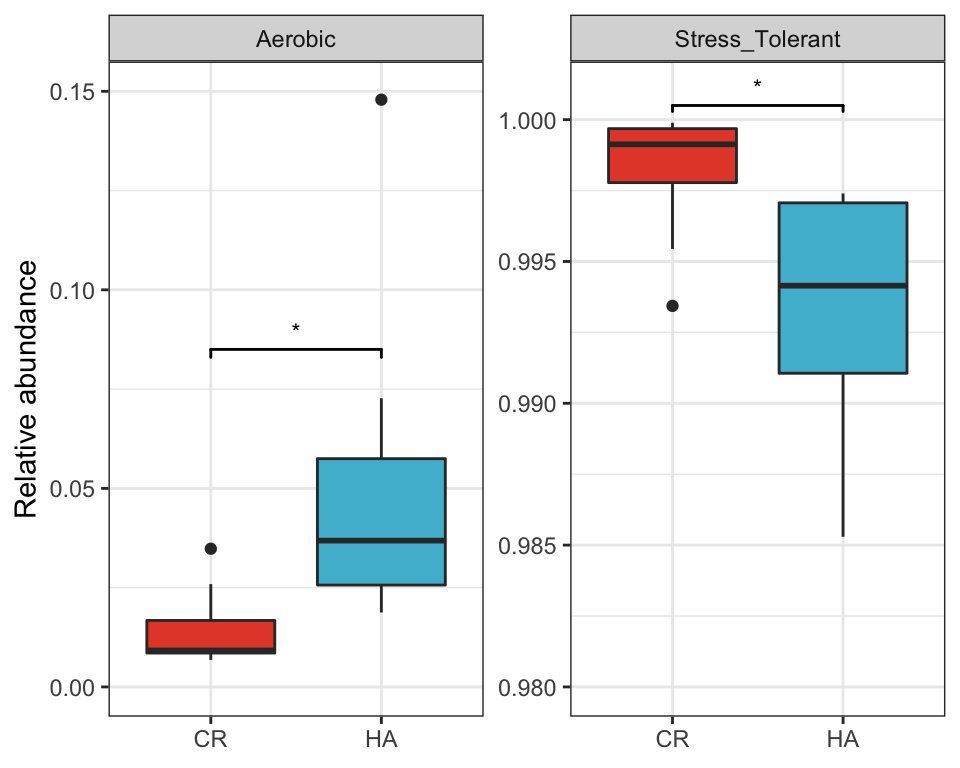 Aerobic
Stress_Tolerant
Relative abundance
0.15
0.10
0.05
0.00
*
CR
HA
1.000
0.995
0.990
0.985
0.980
*
CR
HA